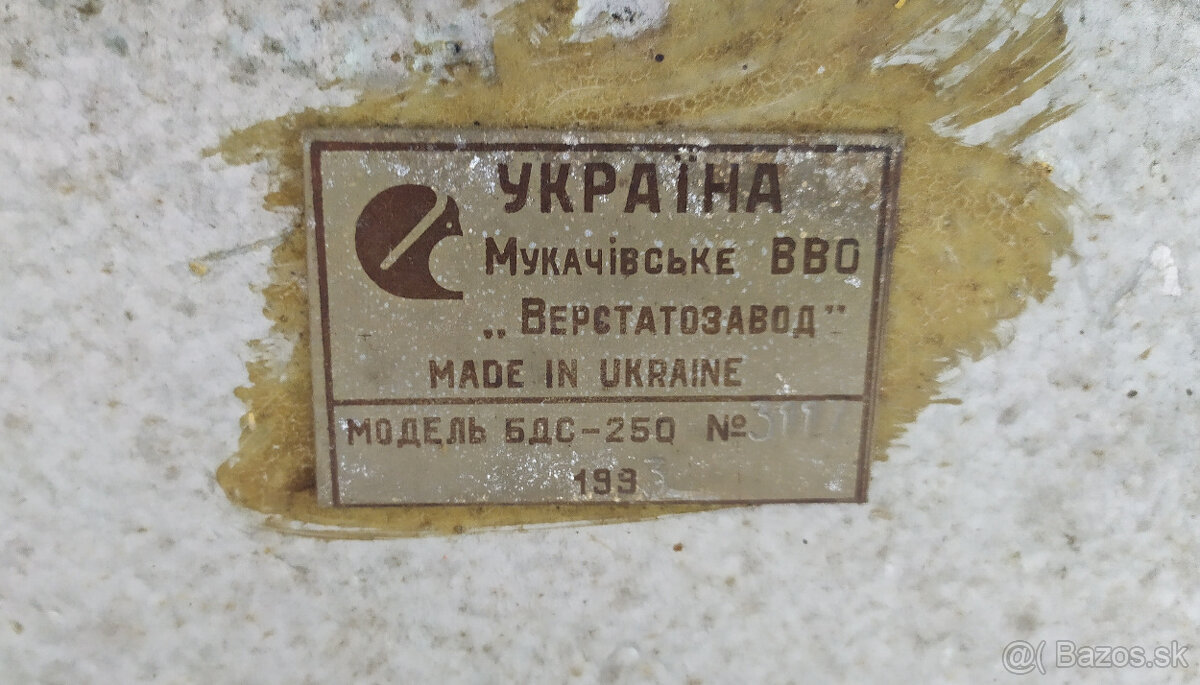 УКРАЇНА
Мукачівське ВВО
„Верстатозавод"
MADE IN UKRAINE
МОДЕЛЬ БДС-250 №
199
@( Bazos.sk